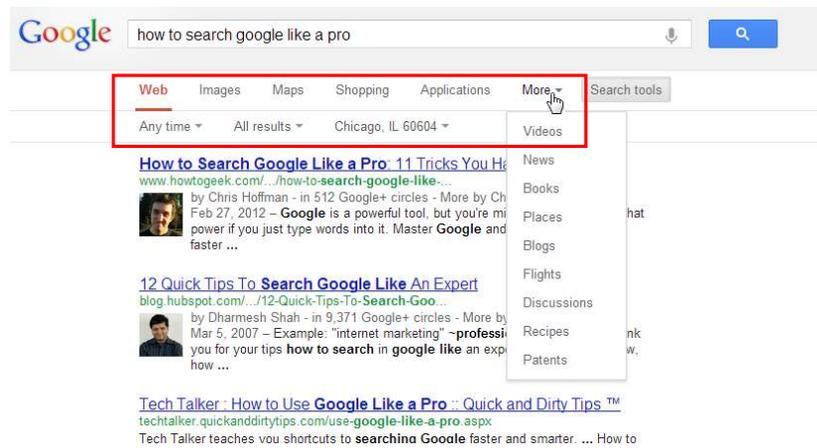 Google how to search google like a pro
Web Images Maps Shopping Applications More Search tools
Any time All results Chicago, IL 60604
Videos
News
Books
Places
Blogs
Flights
Discussions
Recipes
Patents
How to Search Google Like a Pro: 11 Tricks You
www.howtogeek.com/.../how-to-search-google-like-...
by Chris Hoffman - in 512 Google+ circles - More by
Feb 27, 2012 – Google is a powerful tool, but you're hat
power if you just type words into it. Master Google and
faster ...
12 Quick Tips To Search Google Like An Expert
blog.hubspot.com/.../12-Quick-Tips-To-Search-Goo...
by Dharmesh Shah - in 9,371 Google+ circles - More by
Mar 5, 2007 – Example: "internet marketing" ~professi nk
you for your tips how to search in google like an exp w,
how ...
Tech Talker : How to Use Google Like a Pro :: Quick and Dirty Tips ™
techtalker.quickanddirtytips.com/use-google-like-a-pro.aspx
Tech Talker teaches you shortcuts to searching Google faster and smarter. ... How to